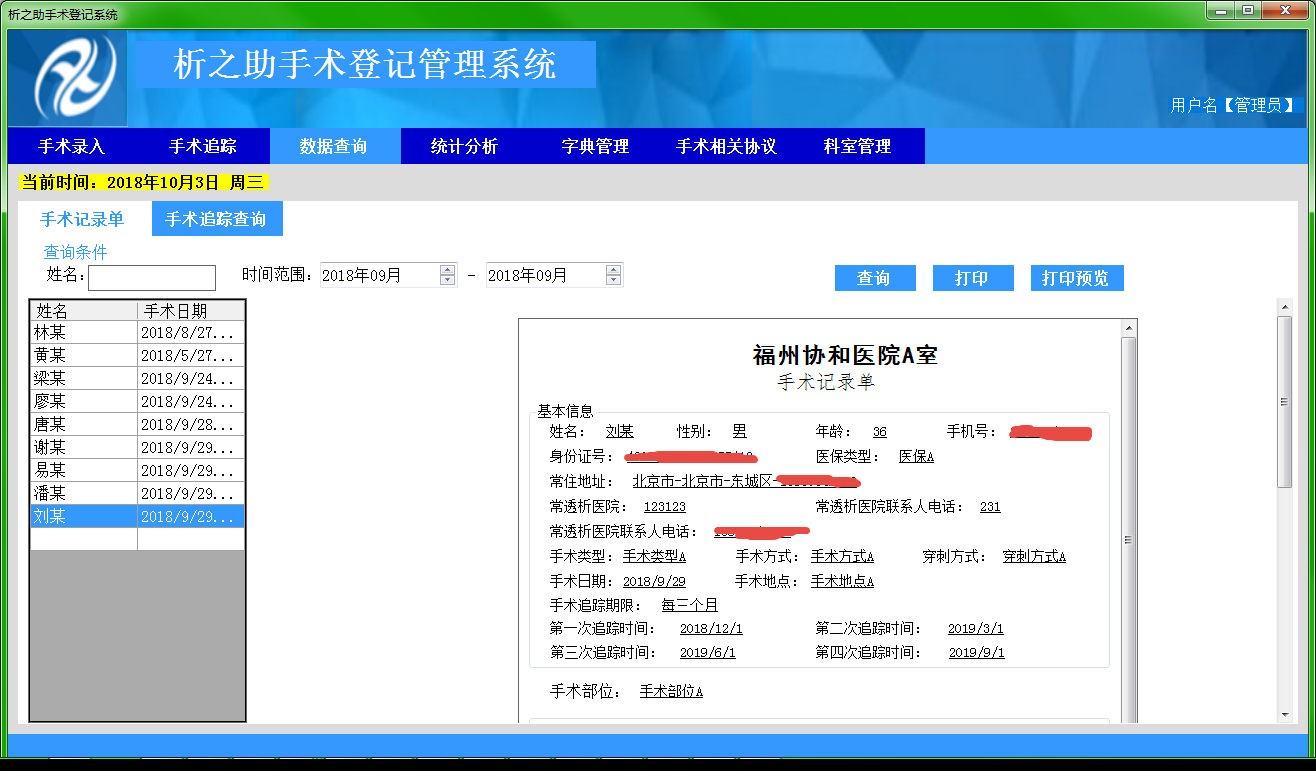 析之助手术登记系统
析之助手术登记管理系统
用户名【管理员】
手术录入 手术追踪 数据查询 统计分析 字典管理 手术相关协议 科室管理
当前时间：2018年10月3日 周三
手术记录单 手术追踪查询
查询条件
姓名： 时间范围：2018年09月 - 2018年09月 查询 打印 打印预览
姓名 手术日期
林某 2018/8/27...
黄某 2018/5/27...
梁某 2018/9/24...
廖某 2018/9/24...
唐某 2018/9/28...
谢某 2018/9/29...
易某 2018/9/29...
潘某 2018/9/29...
刘某 2018/9/29...
福州协和医院A室
手术记录单
基本信息
姓名： 刘某 性别： 男 年龄： 36 手机号：
身份证号： 医保类型： 医保A
常住地址： 北京市-北京市-东城区-
常透析医院： 123123 常透析医院联系人电话： 231
常透析医院联系人电话：
手术类型： 手术类型A 手术方式： 手术方式A 穿刺方式： 穿刺方式A
手术日期： 2018/9/29 手术地点： 手术地点A
手术追踪期限： 每三个月
第一次追踪时间： 2018/12/1 第二次追踪时间： 2019/3/1
第三次追踪时间： 2019/6/1 第四次追踪时间： 2019/9/1
手术部位： 手术部位A